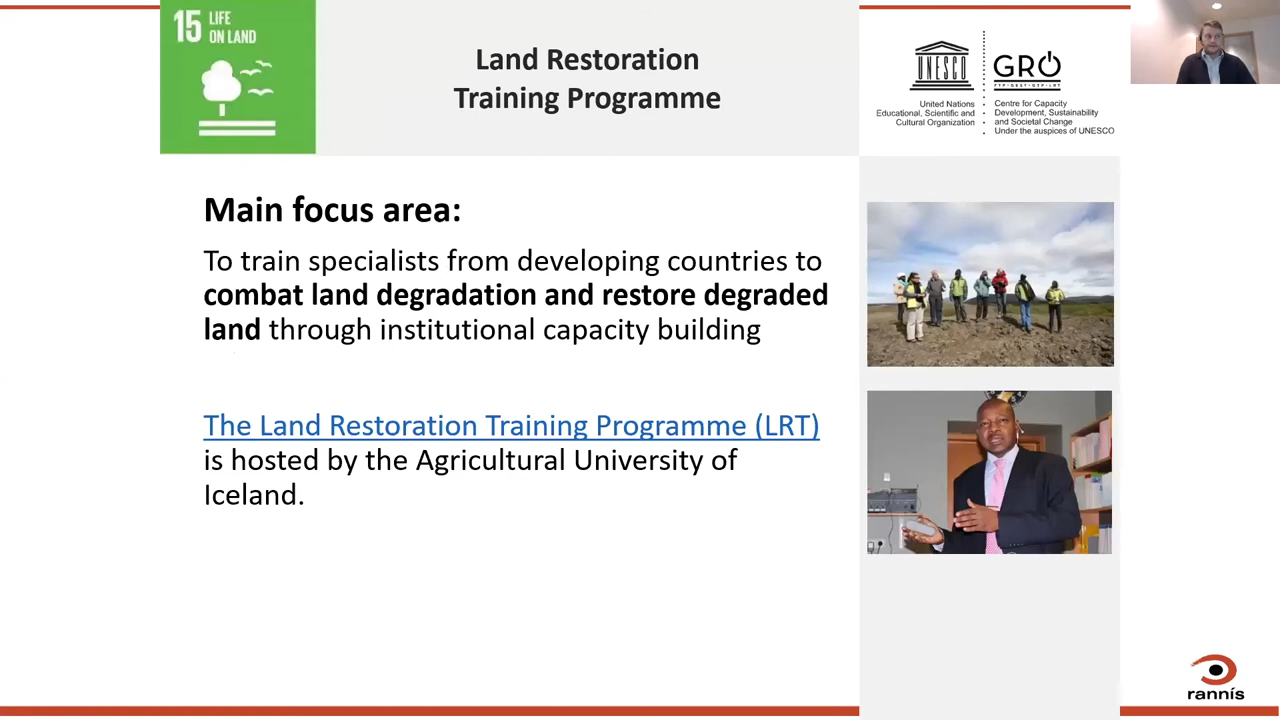 15 LIFE
ON LAND
Land Restoration
Training Programme
UNESCO
United Nations
Educational, Scientific and
Cultural Organization
GRÓ
FTP·GEST·GTP·LRT
Centre for Capacity
Development, Sustainability
and Societal Change
Under the auspices of UNESCO
Main focus area:
To train specialists from developing countries to
combat land degradation and restore degraded
land through institutional capacity building
The Land Restoration Training Programme (LRT)
is hosted by the Agricultural University of
Iceland.
rannís